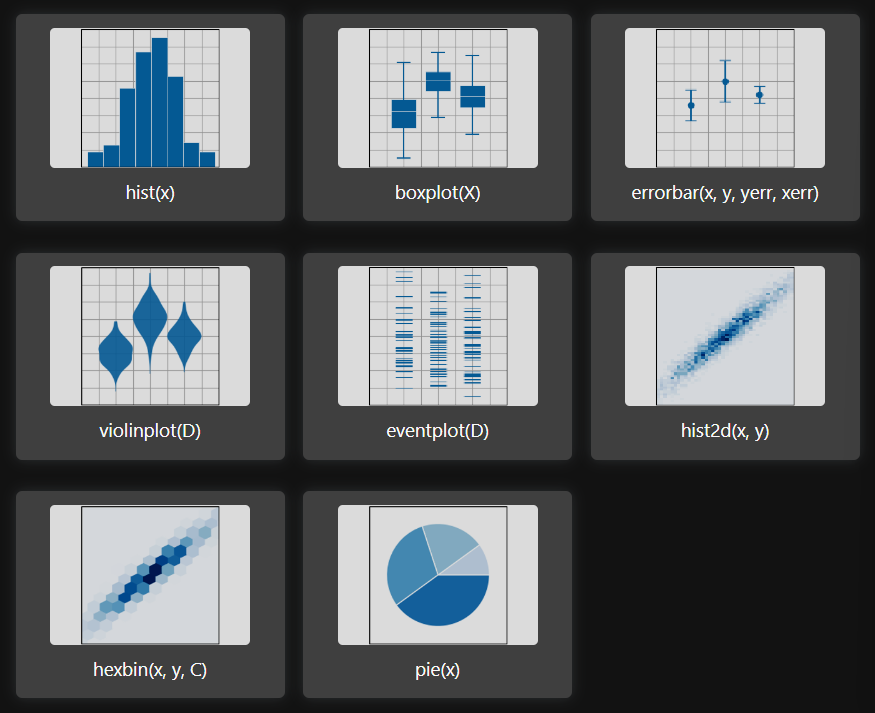 hist(x)
boxplot(X)
errorbar(x, y, yerr, xerr)
violinplot(D)
eventplot(D)
hist2d(x, y)
hexbin(x, y, C)
pie(x)